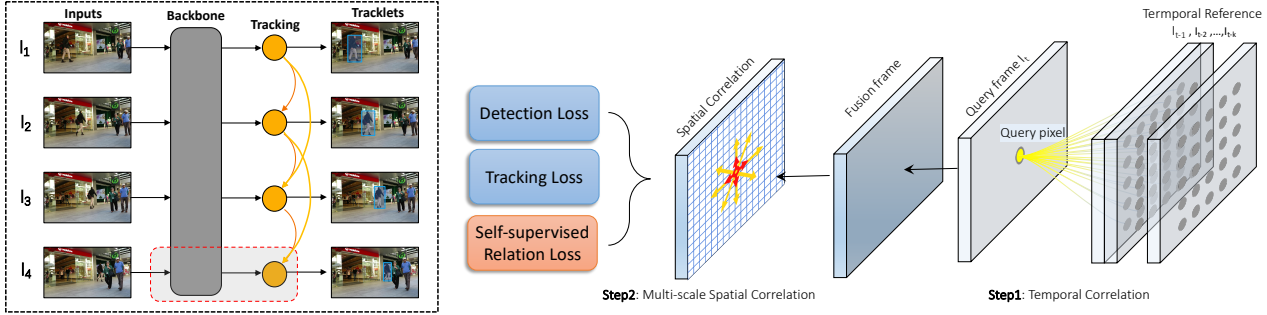 Inputs
Backbone
Tracking
Tracklets
I1
I2
I3
I4
Detection Loss
Tracking Loss
Self-supervised
Relation Loss
Spatial Correlation
Fusion frame
Query frame It
Query pixel
Termporal Reference
It-1 , It-2 ,...,It-k
Step2: Multi-scale Spatial Correlation
Step1: Temporal Correlation